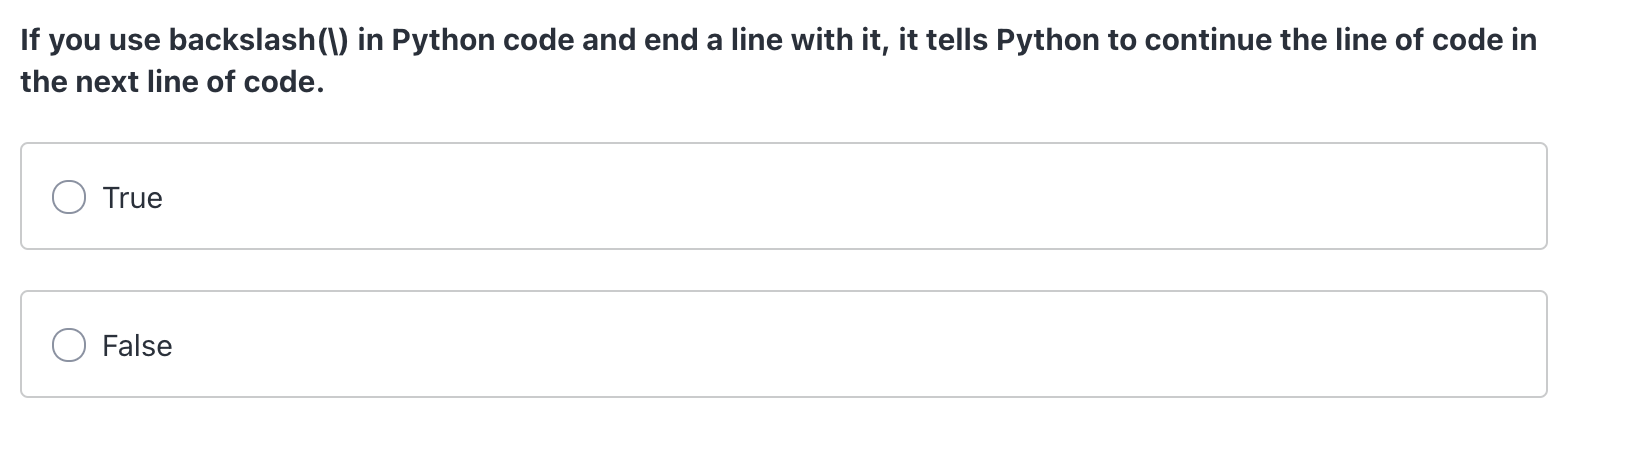 If you use backslash(\) in Python code and end a line with it, it tells Python to continue the line of code in
the next line of code.
True
False